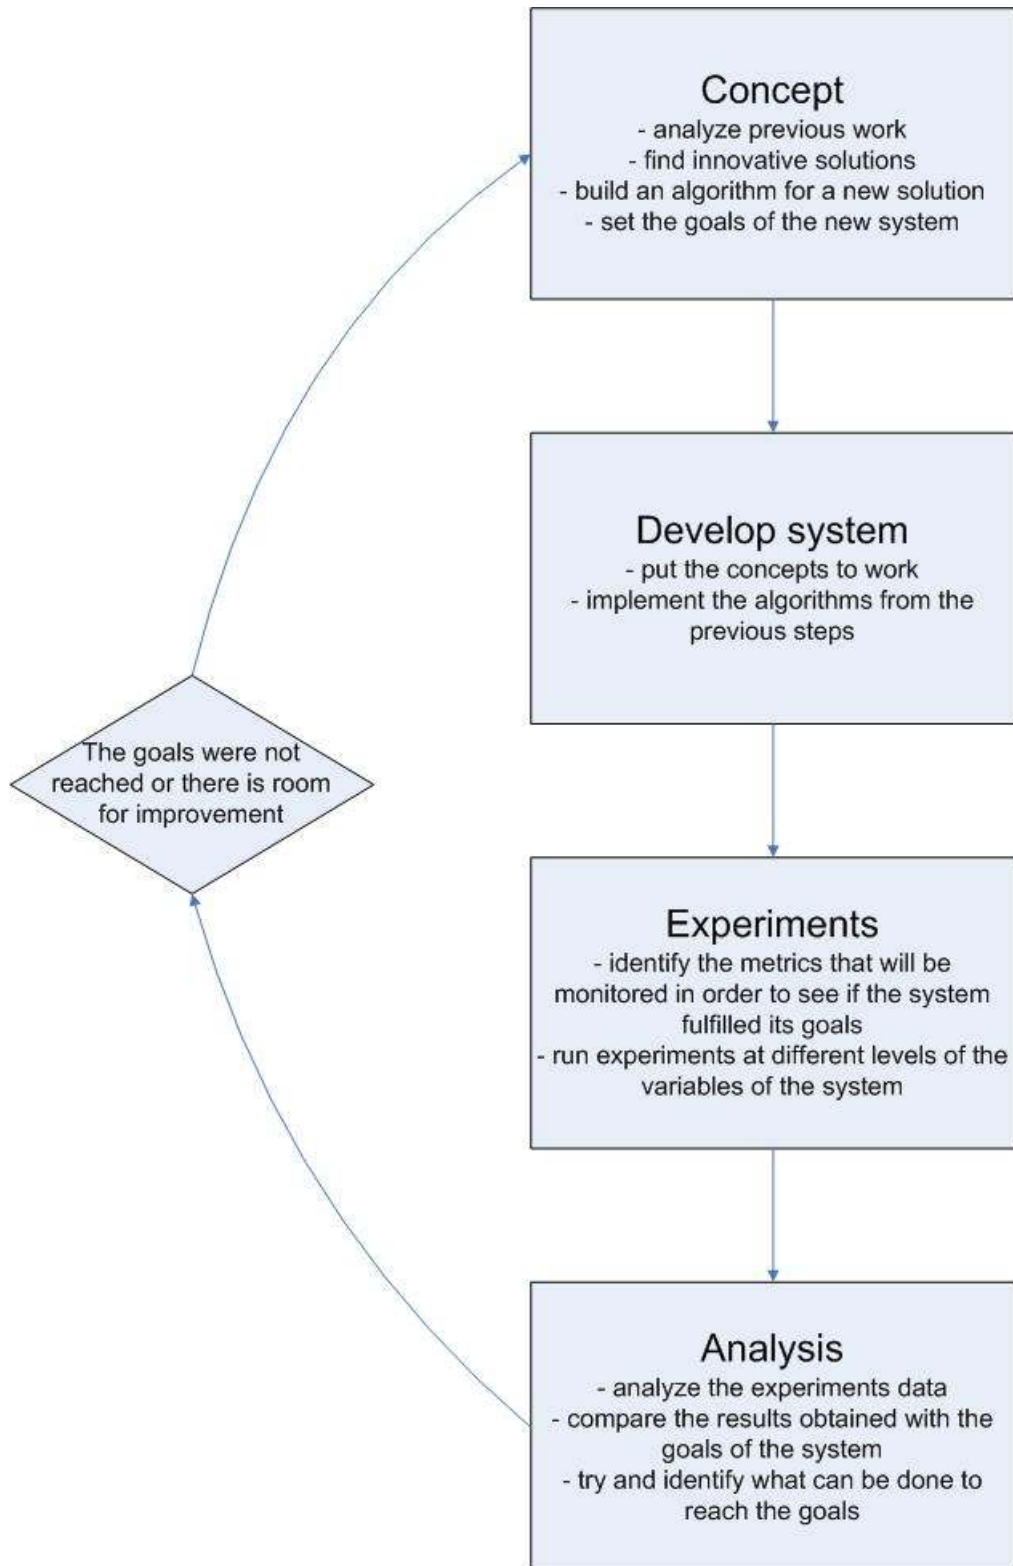 Concept
- analyze previous work
- find innovative solutions
- build an algorithm for a new solution
- set the goals of the new system
Develop system
- put the concepts to work
- implement the algorithms from the
previous steps
The goals were not
reached or there is room
for improvement
Experiments
- identify the metrics that will be
monitored in order to see if the system
fulfilled its goals
- run experiments at different levels of the
variables of the system
Analysis
- analyze the experiments data
- compare the results obtained with the
goals of the system
- try and identify what can be done to
reach the goals